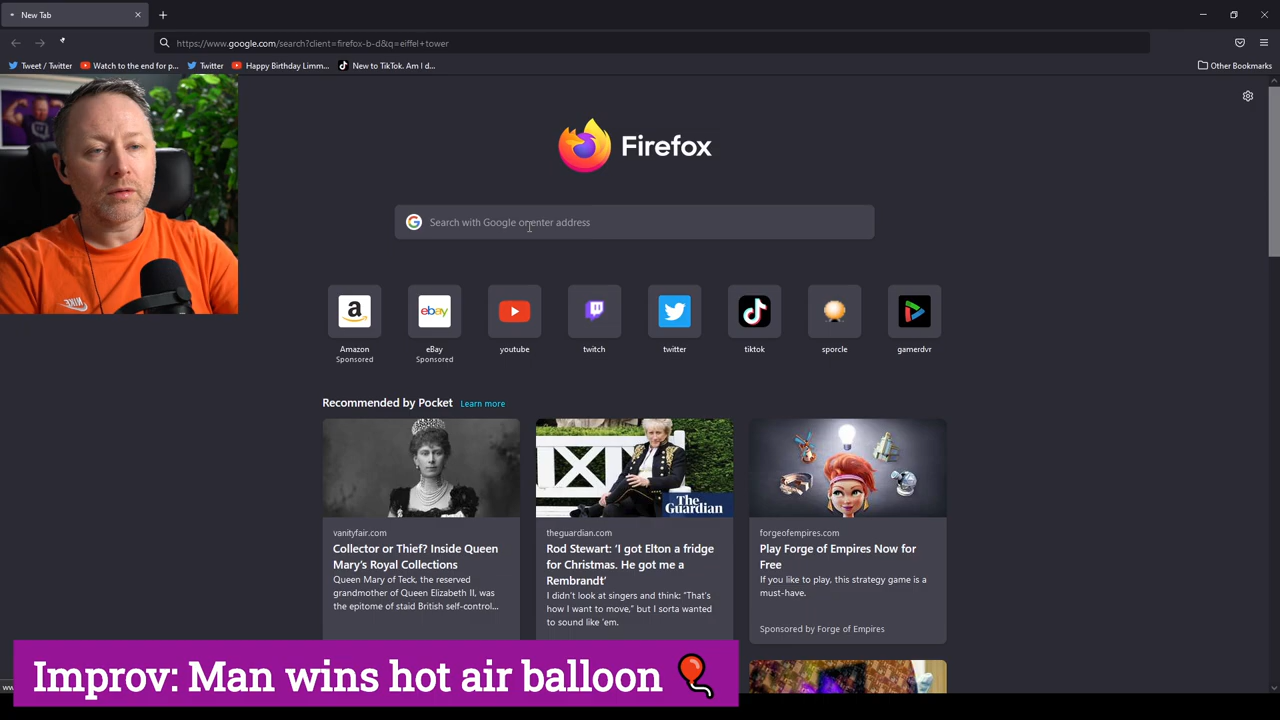 New Tab
https://www.google.com/search?client=firefox-b-d&q=eiffel+tower
Tweet / Twitter
Watch to the end for p...
Twitter
Happy Birthday Limm...
New to TikTok. Am I d...
Other Bookmarks
Firefox
Search with Google or enter address
a
ebay
Amazon
Sponsored
eBay
Sponsored
youtube
twitch
twitter
tiktok
sporcle
gamerdvr
Recommended by Pocket Learn more
The
Guardian
vanityfair.com
Collector or Thief? Inside Queen
Mary's Royal Collections
Queen Mary of Teck, the reserved
grandmother of Queen Elizabeth II, was
the epitome of staid British self-control...
theguardian.com
Rod Stewart: 'I got Elton a fridge
for Christmas. He got me a
Rembrandt'
I didn't look at singers and think: "That's
how I want to move," but I sorta wanted
to sound like 'em.
forgeofempires.com
Play Forge of Empires Now for
Free
If you like to play, this strategy game is a
must-have.
Sponsored by Forge of Empires
NIKE
Improv: Man wins hot air balloon 🎈